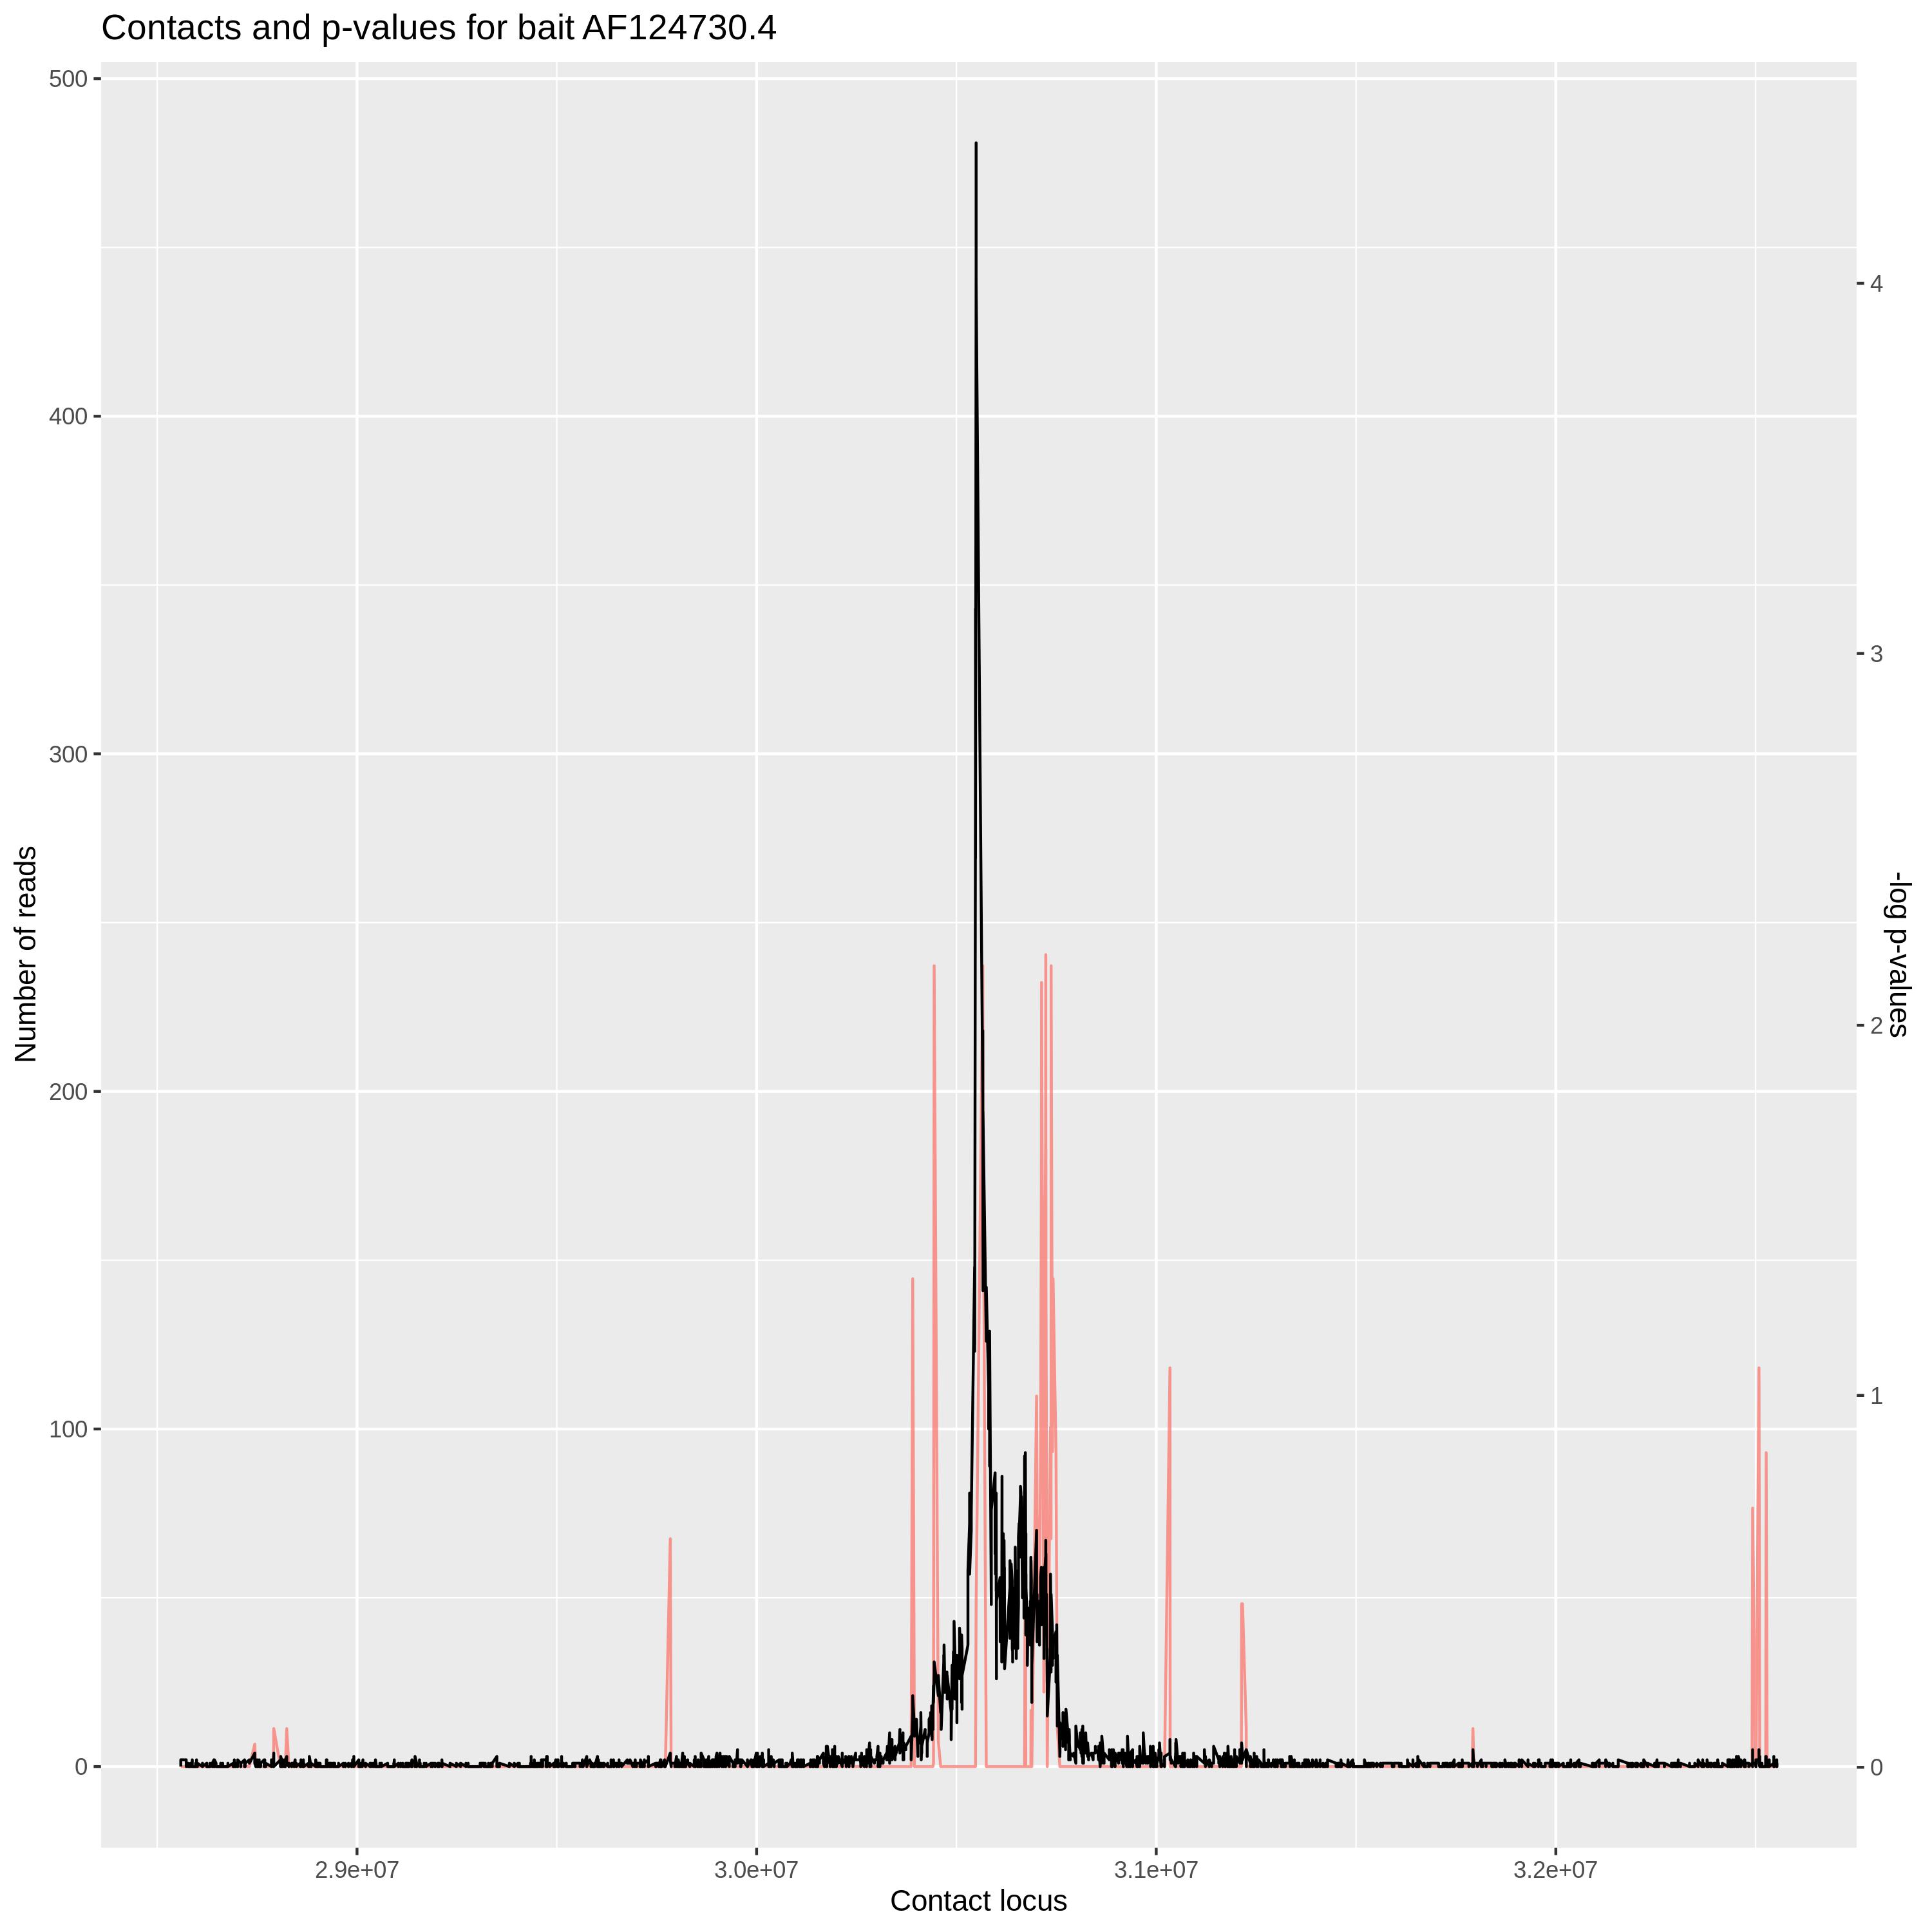 Contacts and p-values for bait AF124730.4
500
400
300
200
100
0
Number of reads
4
3
2
1
0
-log p-values
2.9e+07 3.0e+07 3.1e+07 3.2e+07
Contact locus